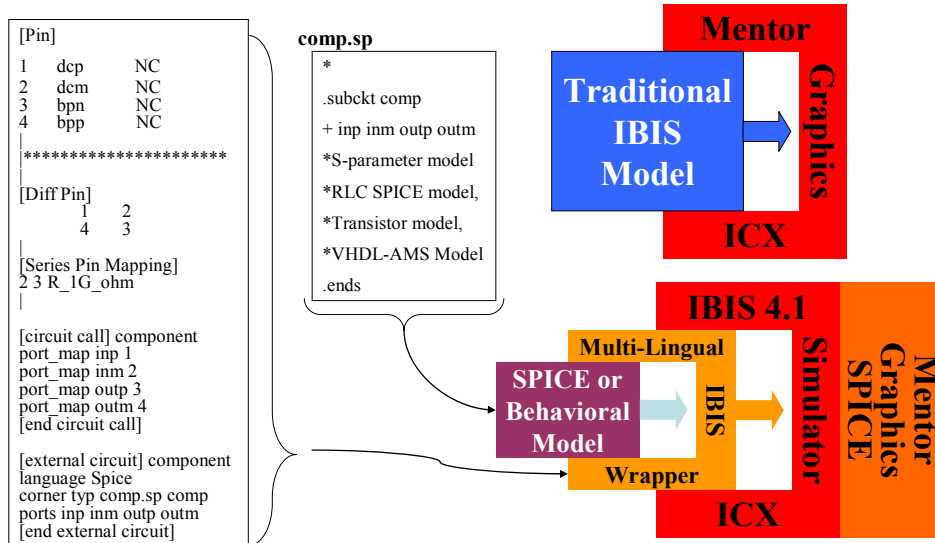 [Pin]
1 dcp NC
2 dcm NC
3 bpn NC
4 bpp NC
|
|**********************
|
[Diff Pin]
1 2
4 3
|
[Series Pin Mapping]
2 3 R_1G_ohm
|
[circuit call] component
port_map inp 1
port_map inm 2
port_map outp 3
port_map outm 4
[end circuit call]
[external circuit] component
language Spice
corner typ comp.sp comp
ports inp inm outp outm
[end external circuit]
comp.sp
*
.subckt comp
+ inp inm outp outm
*S-parameter model
*RLC SPICE model,
*Transistor model,
*VHDL-AMS Model
.ends
Mentor
Graphics
Traditional
IBIS
Model
ICX
IBIS 4.1
Simulator
Multi-Lingual
IBIS
SPICE or
Behavioral
Model
Wrapper
ICX
Mentor
Graphics
SPICE